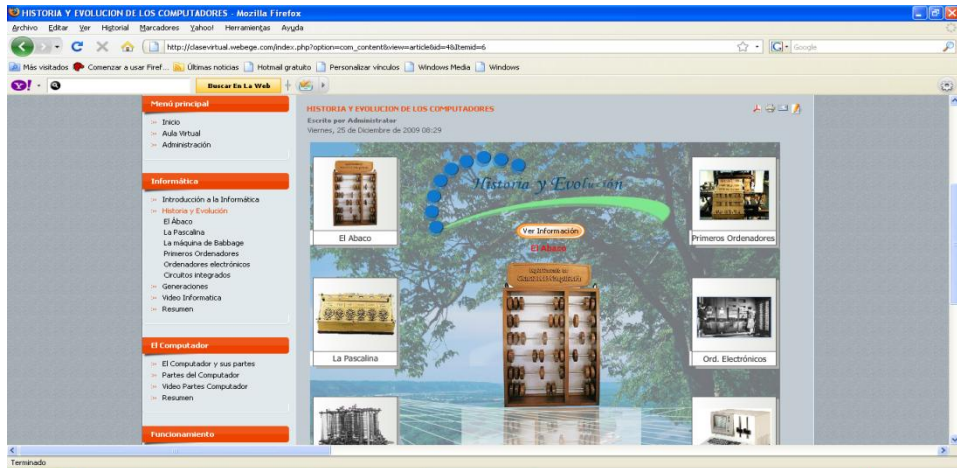 HISTORIA Y EVOLUCION DE LOS COMPUTADORES - Mozilla Firefox
Archivo Editar Ver Historial Marcadores Yahoo! Herramientas Ayuda
http://clasevirtual.webege.com/index.php?option=com_content&view=article&id=4&Itemid=6
Google
Más visitados Comenzar a usar Firef... Últimas noticias Hotmail gratuito Personalizar vínculos Windows Media Windows
Buscar En La Web
Menú principal
Inicio
Aula Virtual
Administración
Informática
Introducción a la Informática
Historia y Evolución
El Ábaco
La Pascalina
La máquina de Babbage
Primeros Ordenadores
Ordenadores electrónicos
Circuitos integrados
Generaciones
Video Informatica
Resumen
El Computador
El Computador y sus partes
Partes del Computador
Video Partes Computador
Resumen
Funcionamiento
HISTORIA Y EVOLUCION DE LOS COMPUTADORES
Escrito por Administrator
Viernes, 25 de Diciembre de 2009 08:29
Historia y Evolución
Ver Información
El Abaco
El Abaco
Primeros Ordenadores
La Pascalina
Ord. Electrónicos
Terminado